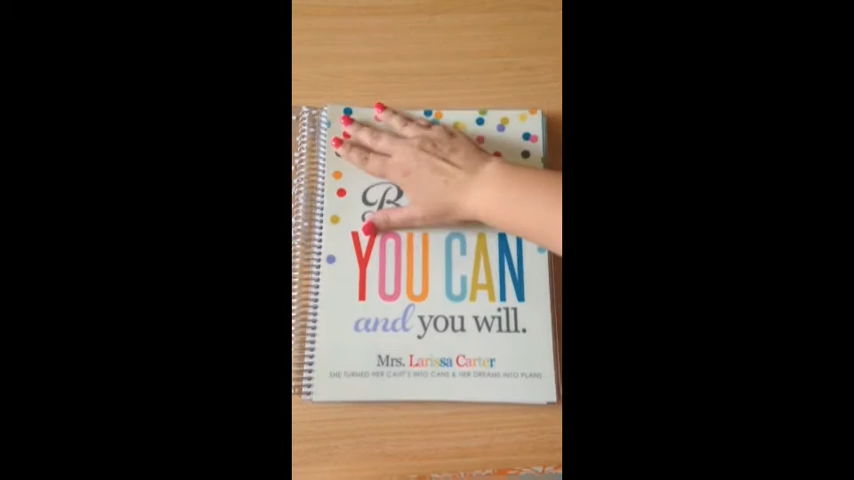 B
YOU CAN
and you will.
Mrs. Larissa Carter
SHE TURNED HER CAN'TS INTO CANS & HER DREAMS INTO PLANS